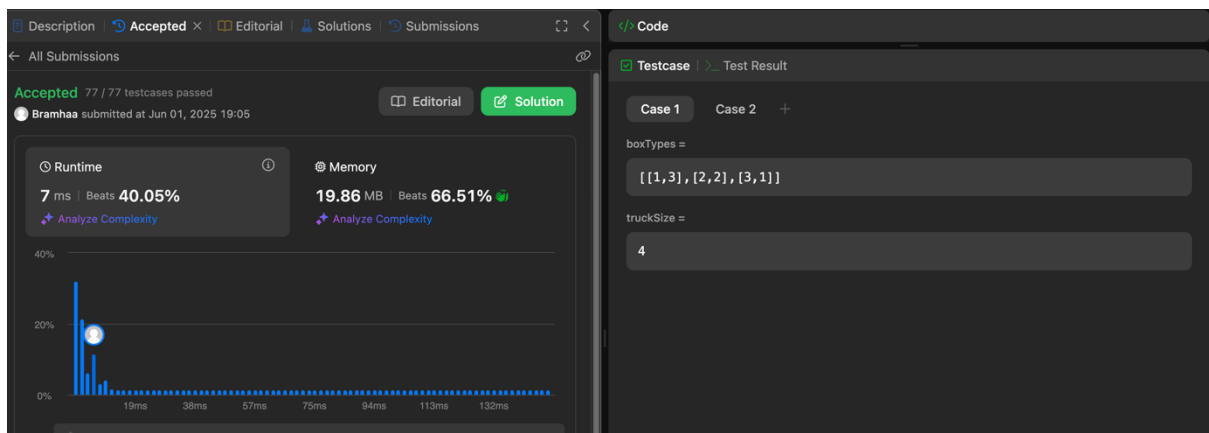 Description Accepted × Editorial Solutions Submissions
All Submissions
Accepted 77 / 77 testcases passed
Bramhaa submitted at Jun 01, 2025 19:05
Editorial Solution
Runtime
7 ms Beats 40.05%
Analyze Complexity
Memory
19.86 MB Beats 66.51%
Analyze Complexity
40%
20%
0%
19ms 38ms 57ms 75ms 94ms 113ms 132ms
</> Code
Testcase >_ Test Result
Case 1 Case 2 +
boxTypes =
[[1,3],[2,2],[3,1]]
truckSize =
4